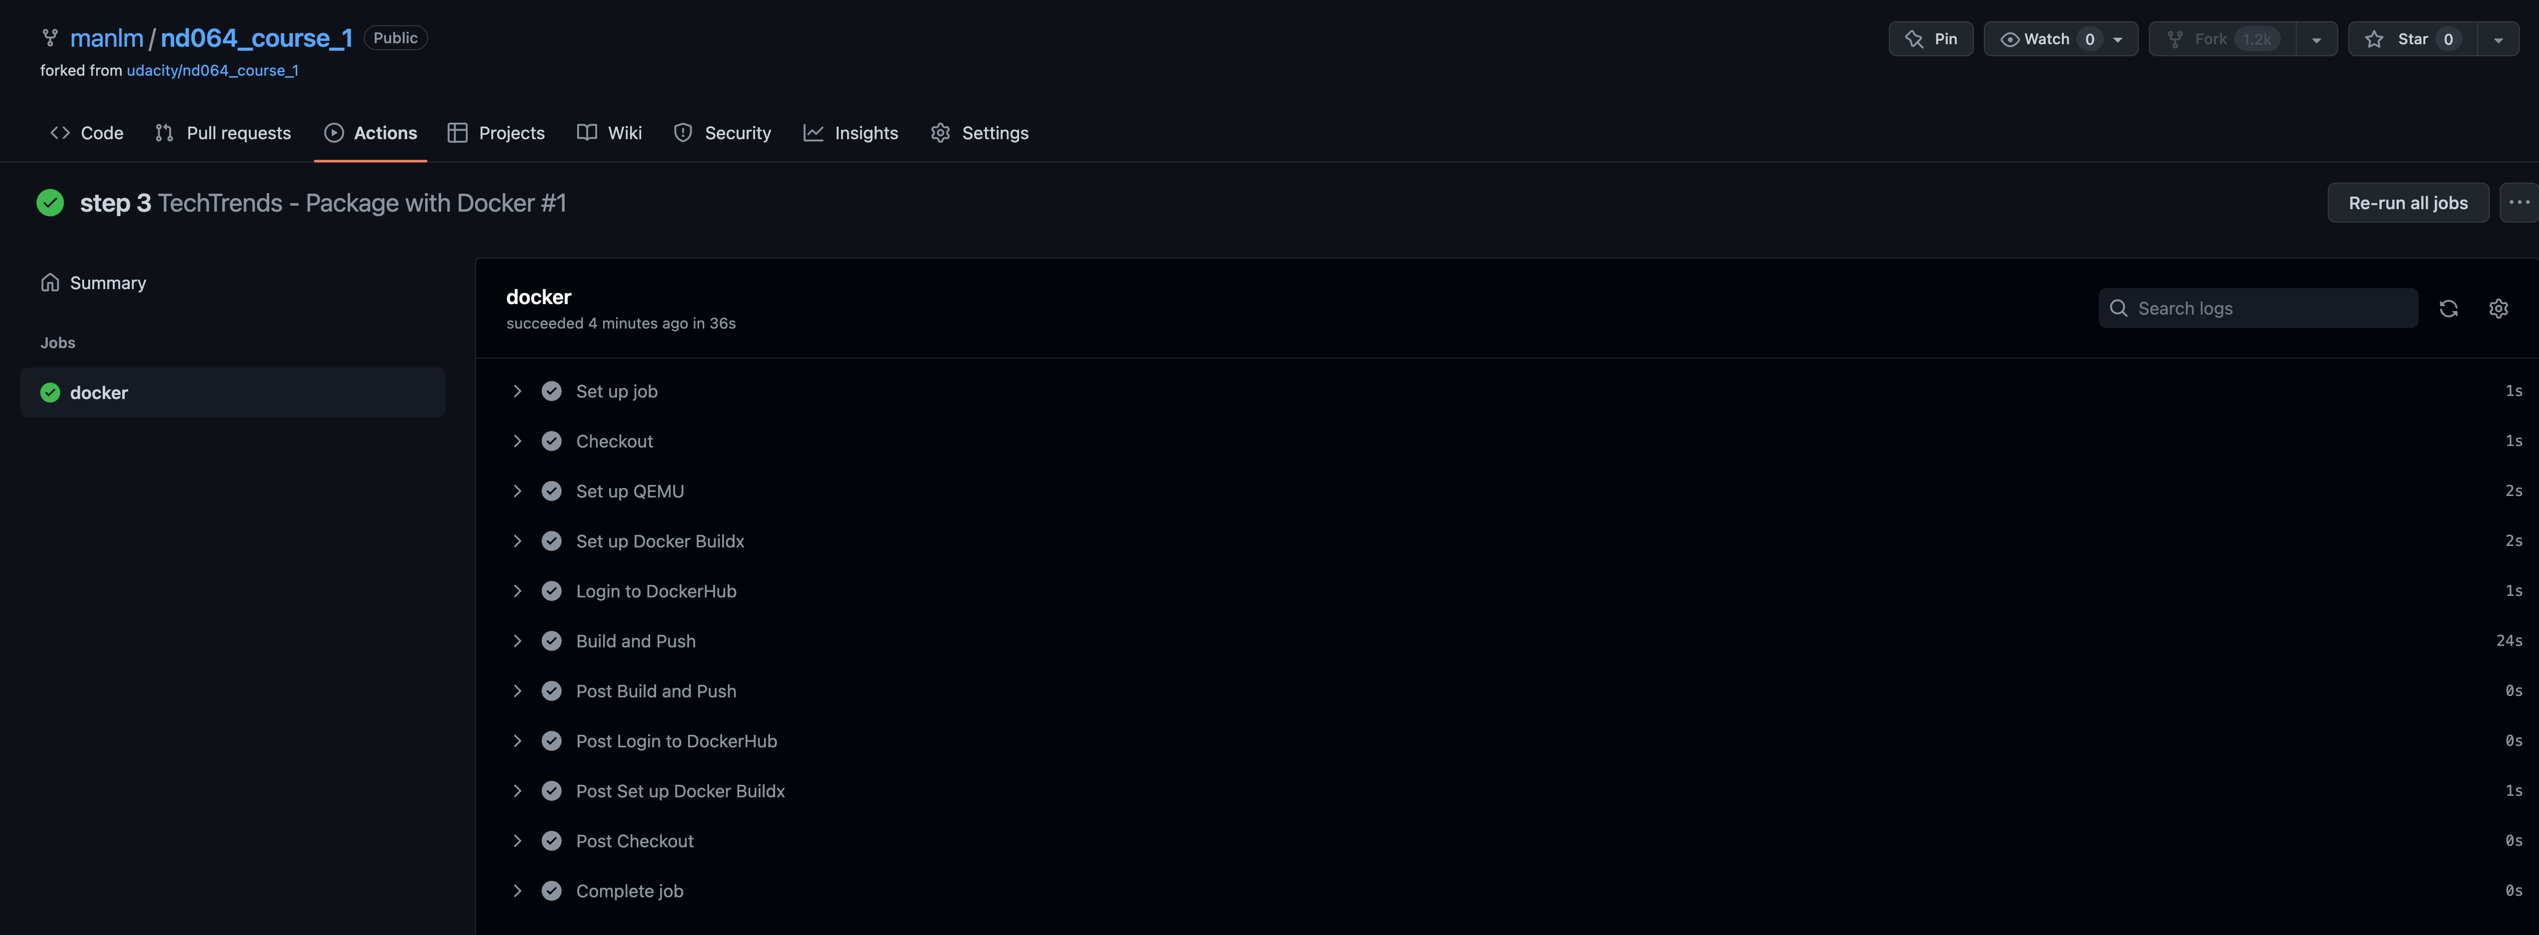 manlm / nd064_course_1 Public
Pin Watch 0 Fork 1.2k Star 0
forked from udacity/nd064_course_1
Code Pull requests Actions Projects Wiki Security Insights Settings
step 3 TechTrends - Package with Docker #1
Re-run all jobs
Summary
Jobs
docker
docker
succeeded 4 minutes ago in 36s
Search logs
Set up job 1s
Checkout 1s
Set up QEMU 2s
Set up Docker Buildx 2s
Login to DockerHub 1s
Build and Push 24s
Post Build and Push 0s
Post Login to DockerHub 0s
Post Set up Docker Buildx 1s
Post Checkout 0s
Complete job 0s